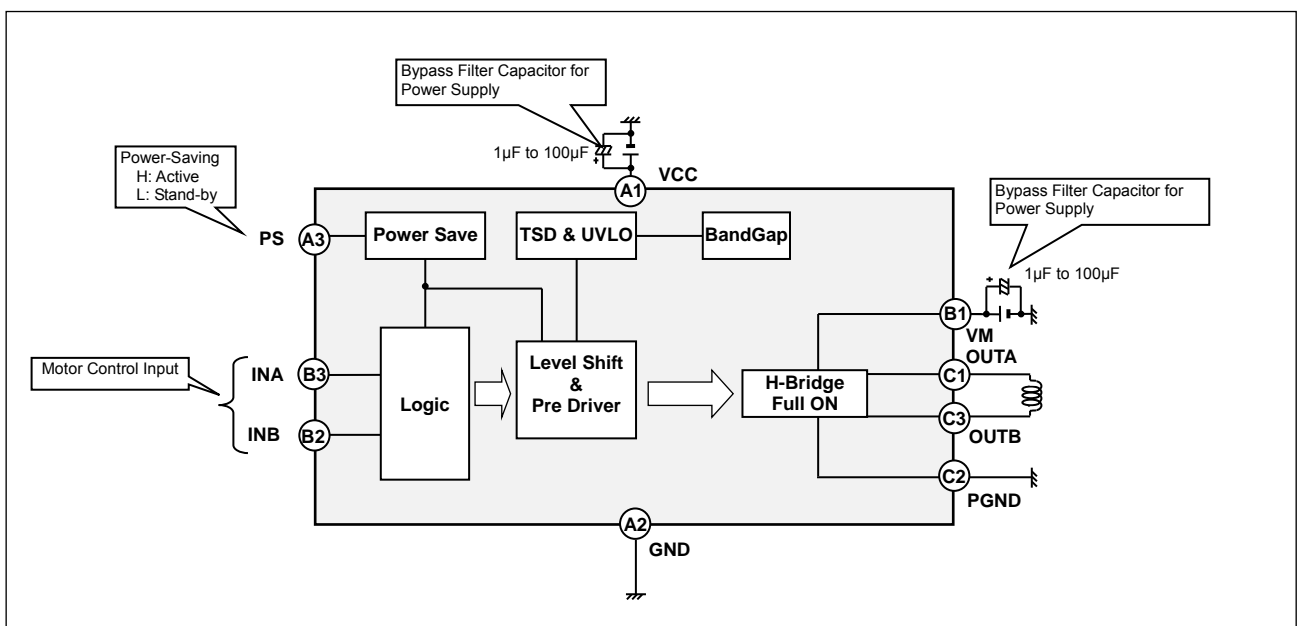 Bypass Filter Capacitor for
Power Supply
1µF to 100µF
+
VCC
A1
Power-Saving
H: Active
L: Stand-by
PS
A3
Power Save
TSD & UVLO
BandGap
Bypass Filter Capacitor for
Power Supply
+
1µF to 100µF
B1
VM
Motor Control Input
INA
B3
INB
B2
Logic
Level Shift
&
Pre Driver
H-Bridge
Full ON
OUTA
C1
C3
OUTB
C2
PGND
A2
GND